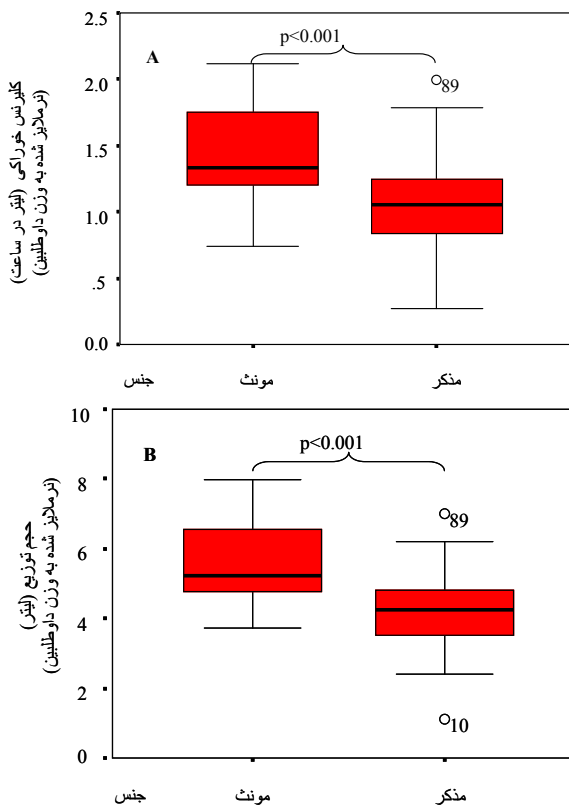 2.5
2.0
1.5
1.0
.5
0.0
کلیرنس خوراکی (لیتر در ساعت)
(نرملایز شده به وزن داوطلبین)
A
p<0.001
89
جنس
مونث
مذکر
10
8
6
4
2
0
حجم توزیع (لیتر)
(نرملایز شده به وزن داوطلبین)
B
p<0.001
89
10
جنس
مونث
مذکر